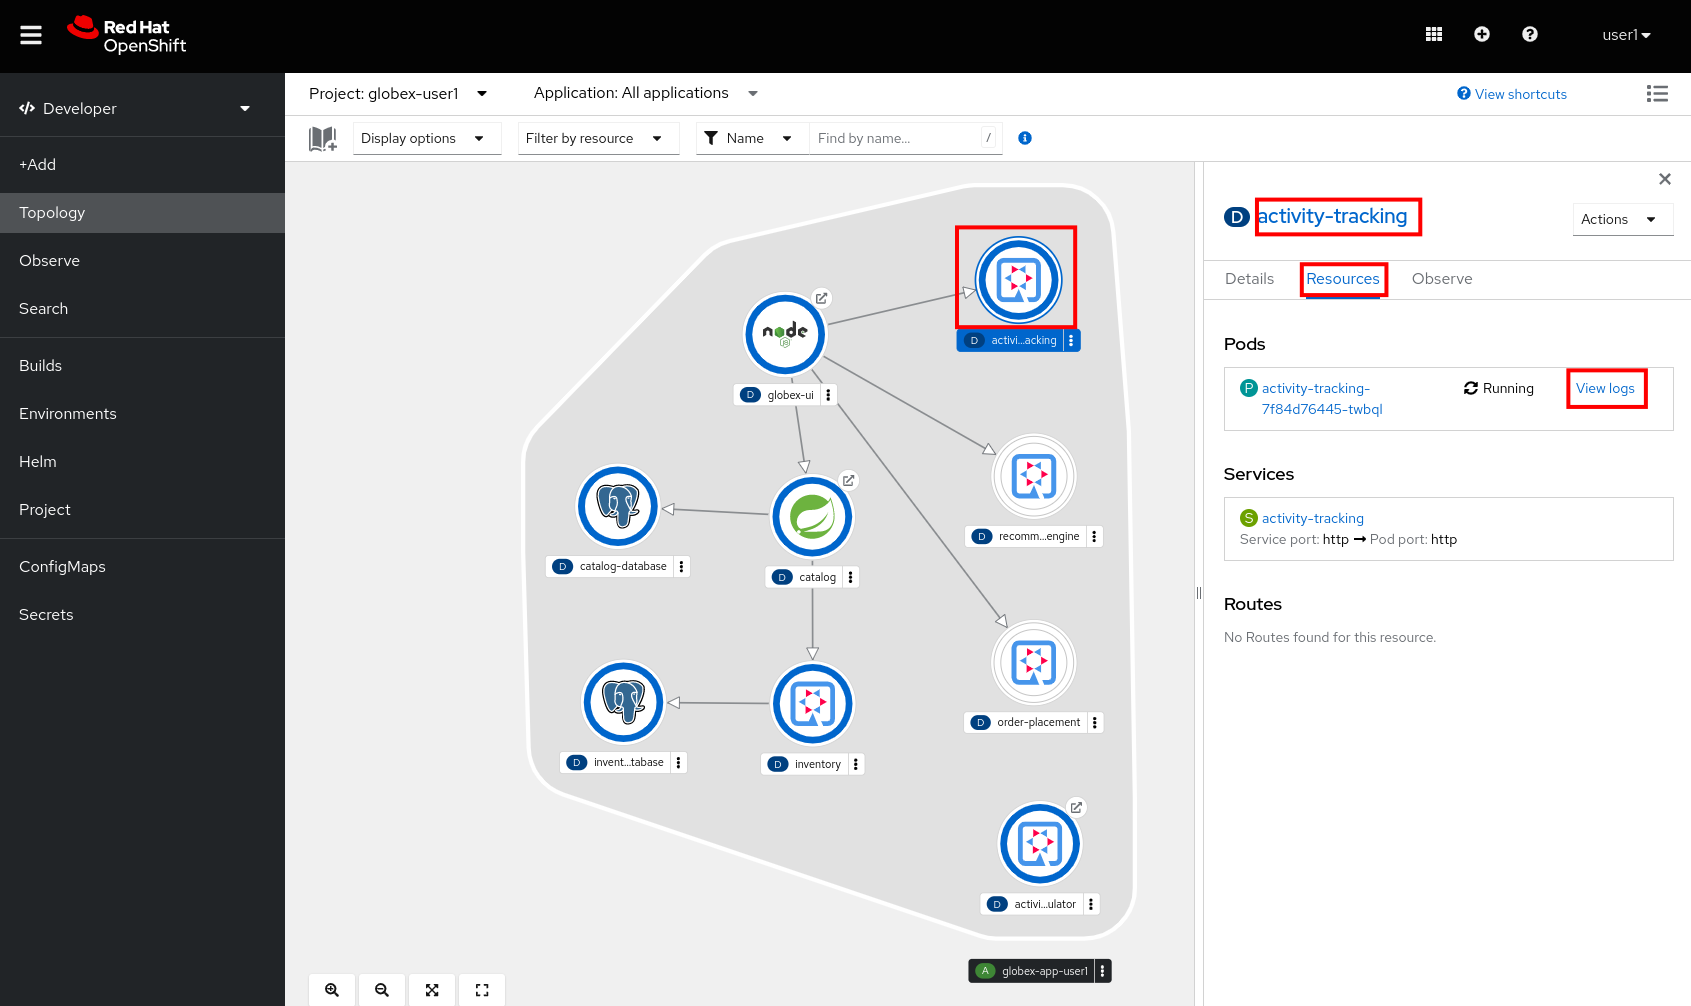 Red Hat
OpenShift
user1
Developer
+Add
Topology
Observe
Search
Builds
Environments
Helm
Project
ConfigMaps
Secrets
Project: globex-user1
Application: All applications
View shortcuts
Display options
Filter by resource
Name
Find by name...
/
node
JS
D globex-ui
D activi...acking
D recomm...engine
D catalog-database
D catalog
D order-placement
D invent...tabase
D inventory
D activi...ulator
A globex-app-user1
D activity-tracking
Actions
Details
Resources
Observe
Pods
P activity-tracking-
7f84d76445-twbql
Running
View logs
Services
S activity-tracking
Service port: http → Pod port: http
Routes
No Routes found for this resource.